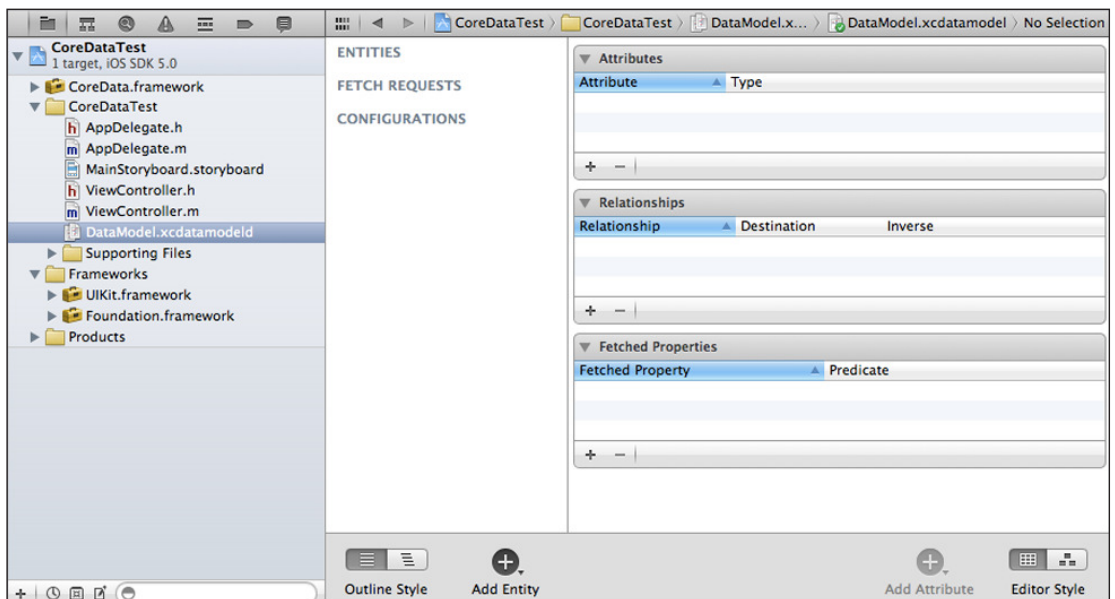 CoreDataTest
1 target, iOS SDK 5.0
CoreData.framework
CoreDataTest
h AppDelegate.h
m AppDelegate.m
MainStoryboard.storyboard
h ViewController.h
m ViewController.m
DataModel.xcdatamodeld
Supporting Files
Frameworks
UIKit.framework
Foundation.framework
Products
CoreDataTest
CoreDataTest
DataModel.x...
DataModel.xcdatamodel
No Selection
ENTITIES
FETCH REQUESTS
CONFIGURATIONS
Attributes
Attribute Type
Relationships
Relationship Destination Inverse
Fetched Properties
Fetched Property Predicate
Outline Style
Add Entity
Add Attribute
Editor Style